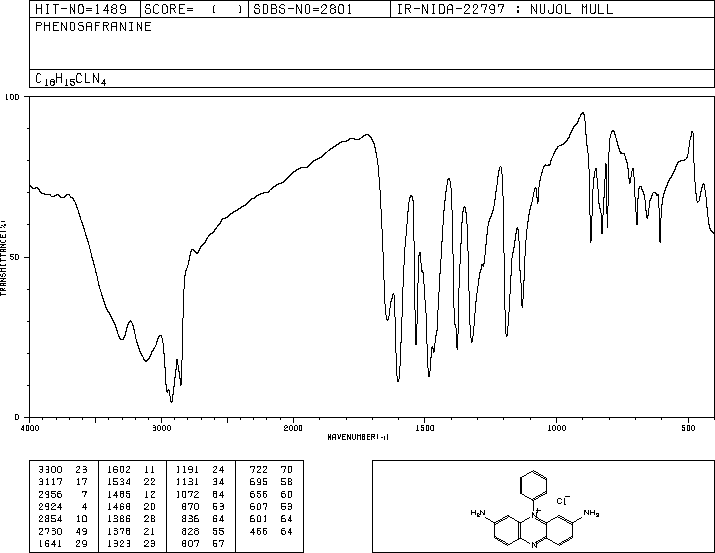 HIT-NO=1489 SCORE= ( ) SDBS-NO=2801 IR-NIDA-22797 : NUJOL MULL
PHENOSAFRANINE
C18H15CLN4
100
50
0
TRANSMITTANCE(%)
4000 3000 2000 1500 1000 500
WAVENUMBER(-1)
3300 23 1602 11 1191 24 722 70
3117 17 1534 22 1131 34 695 58
2956 7 1485 12 1072 64 656 60
2924 4 1468 20 870 53 607 53
2854 10 1386 28 836 64 601 64
2730 49 1378 21 828 55 466 64
1641 29 1323 23 807 57
Cl−
H2N N+ NH2
N